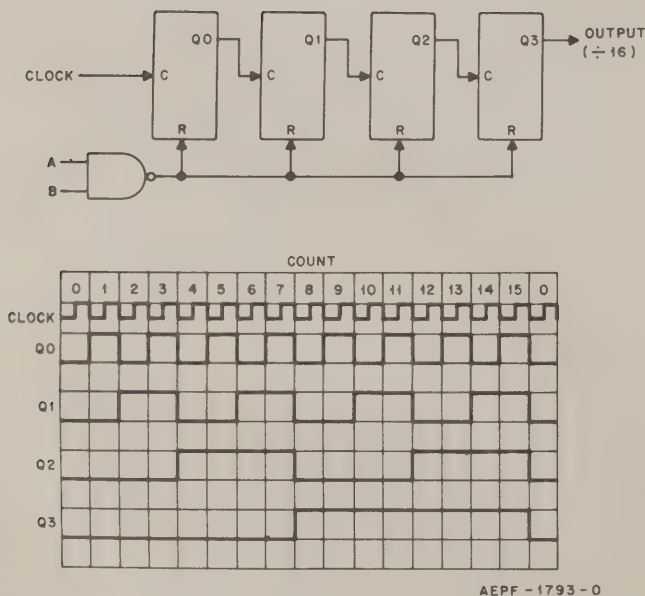 OUTPUT
Q0 Q1 Q2 Q3 (÷16)
CLOCK C C C C
R R R R
A
B
COUNT
0 1 2 3 4 5 6 7 8 9 10 11 12 13 14 15 0
CLOCK
Q0
Q1
Q2
Q3
AEPF-1793-0